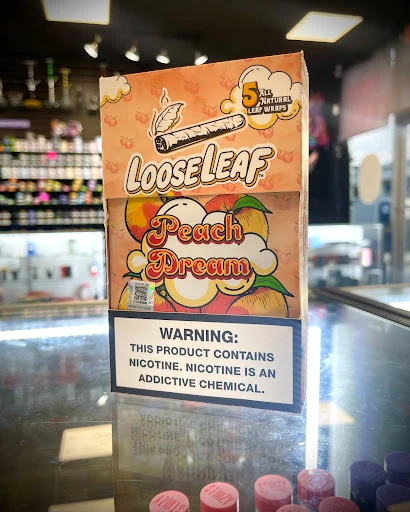 5 ALL
NATURAL
LEAF WRAPS
LOOSELEAF
Peach
Dream
WARNING:
THIS PRODUCT CONTAINS
NICOTINE. NICOTINE IS AN
ADDICTIVE CHEMICAL.